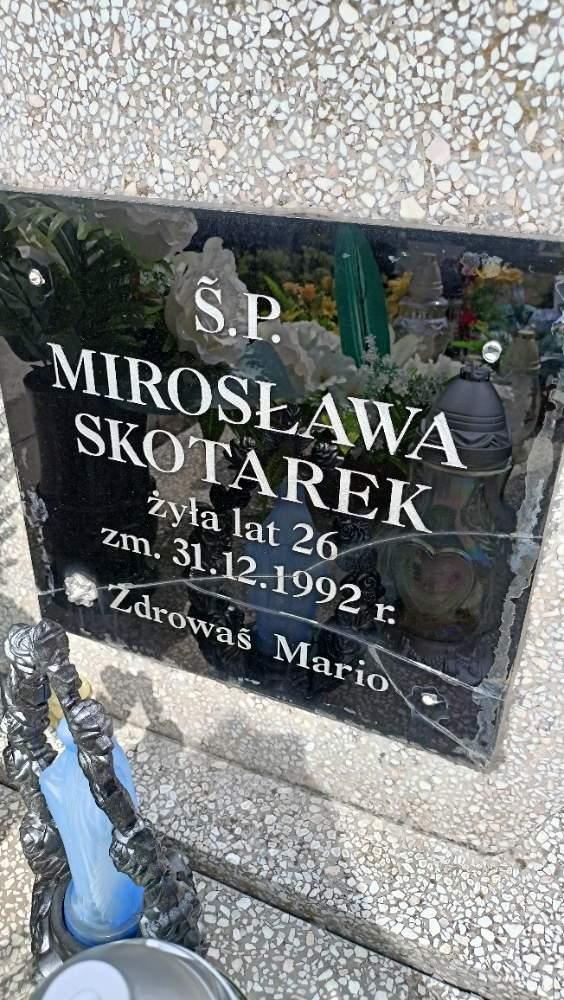 Ś.P.
MIROSŁAWA
SKOTAREK
żyła lat 26
zm. 31.12.1992 r.
Zdrowaś Mario